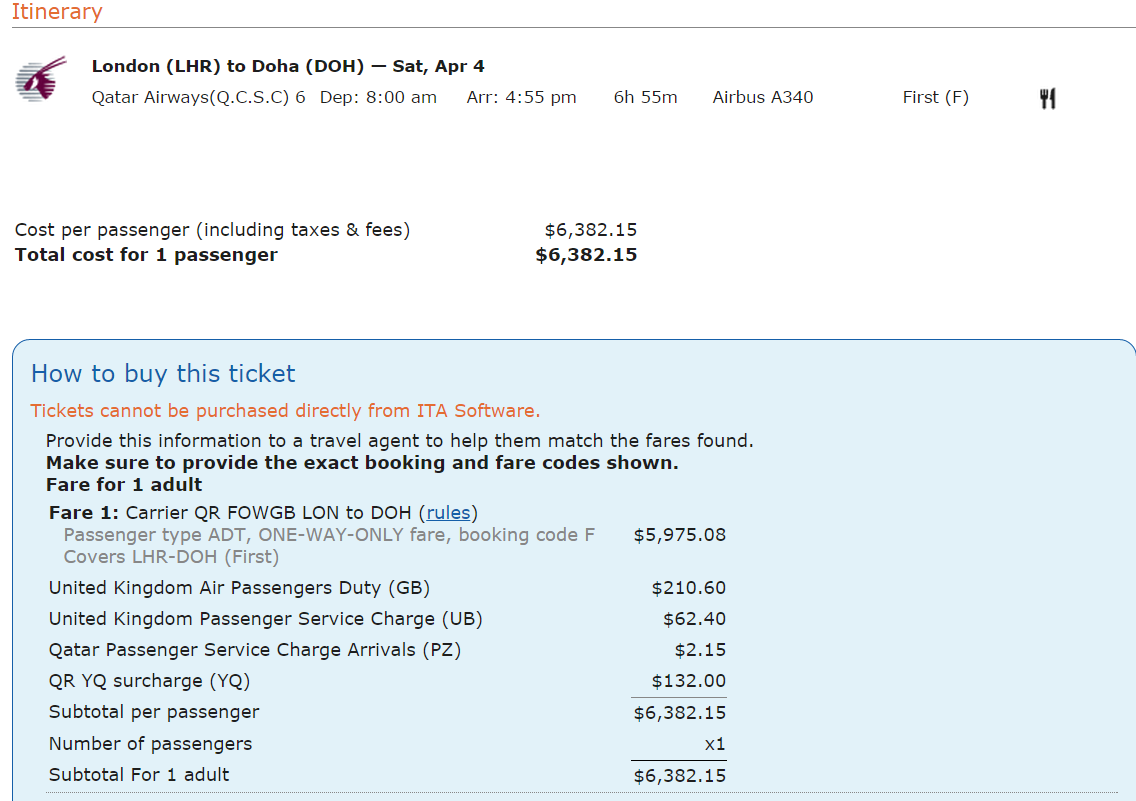 Itinerary
London (LHR) to Doha (DOH) — Sat, Apr 4
Qatar Airways(Q.C.S.C) 6 Dep: 8:00 am Arr: 4:55 pm 6h 55m Airbus A340 First (F)
Cost per passenger (including taxes & fees) $6,382.15
Total cost for 1 passenger $6,382.15
How to buy this ticket
Tickets cannot be purchased directly from ITA Software.
Provide this information to a travel agent to help them match the fares found.
Make sure to provide the exact booking and fare codes shown.
Fare for 1 adult
Fare 1: Carrier QR FOWGB LON to DOH (rules)
Passenger type ADT, ONE-WAY-ONLY fare, booking code F $5,975.08
Covers LHR-DOH (First)
United Kingdom Air Passengers Duty (GB) $210.60
United Kingdom Passenger Service Charge (UB) $62.40
Qatar Passenger Service Charge Arrivals (PZ) $2.15
QR YQ surcharge (YQ) $132.00
Subtotal per passenger $6,382.15
Number of passengers x1
Subtotal For 1 adult $6,382.15